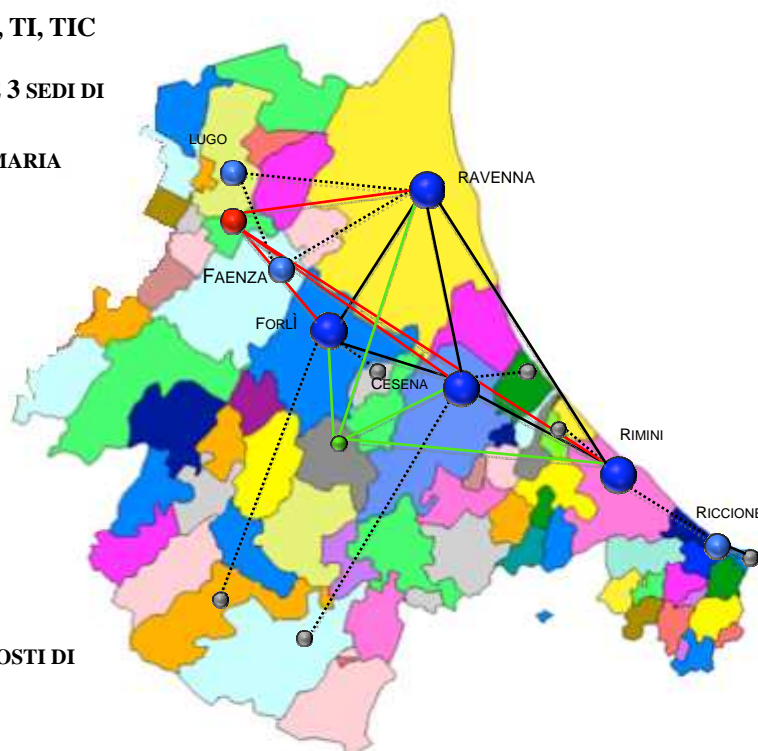 , TI, TIC
3 SEDI DI
MARIA
LUGO
RAVENNA
FAENZA
FORLÌ
CESENA
RIMINI
RICCIONE
OSTI DI